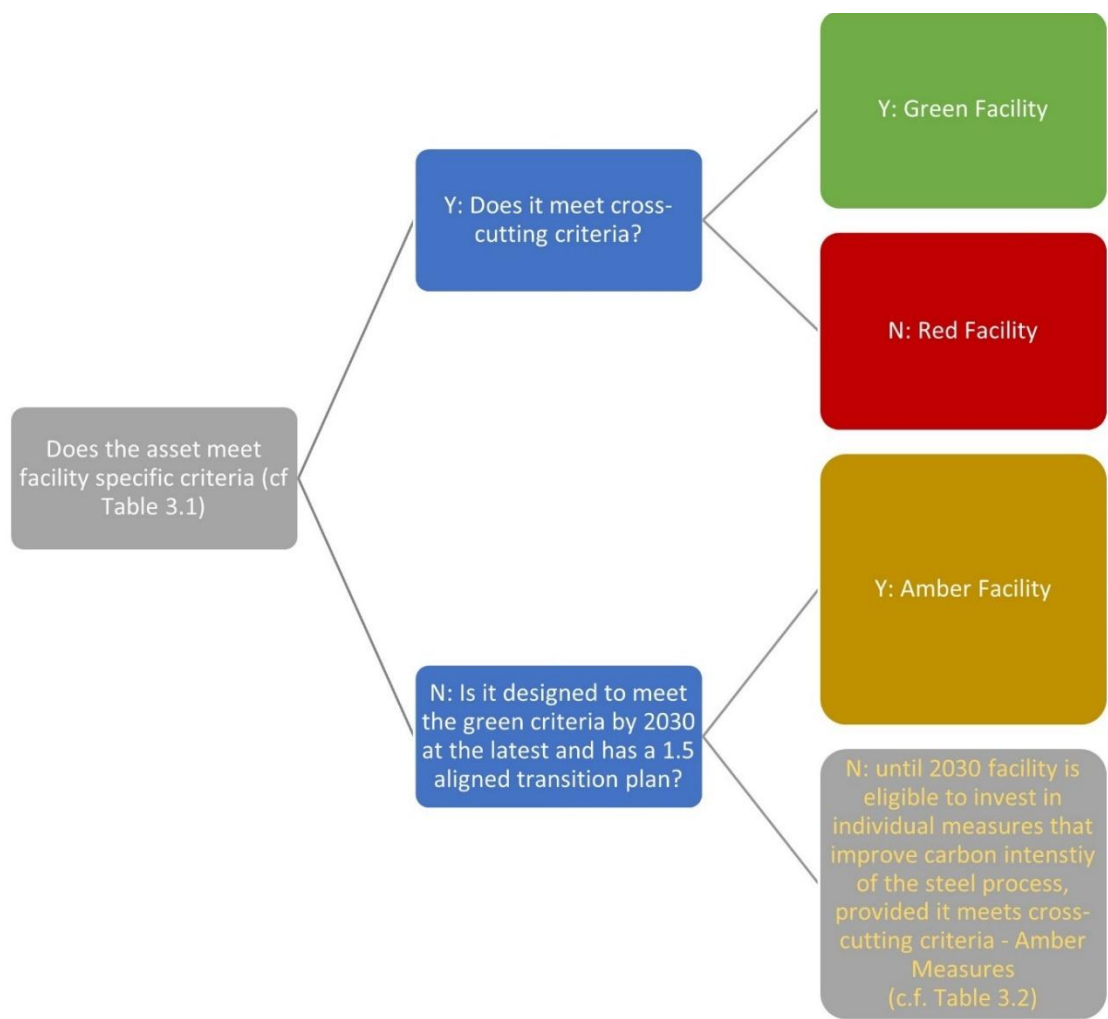 Y: Green Facility
Y: Does it meet cross-
cutting criteria?
N: Red Facility
Does the asset meet
facility specific criteria (cf
Table 3.1)
Y: Amber Facility
N: Is it designed to meet
the green criteria by 2030
at the latest and has a 1.5
aligned transition plan?
N: until 2030 facility is
eligible to invest in
individual measures that
improve carbon intenstiy
of the steel process,
provided it meets cross-
cutting criteria - Amber
Measures
(c.f. Table 3.2)